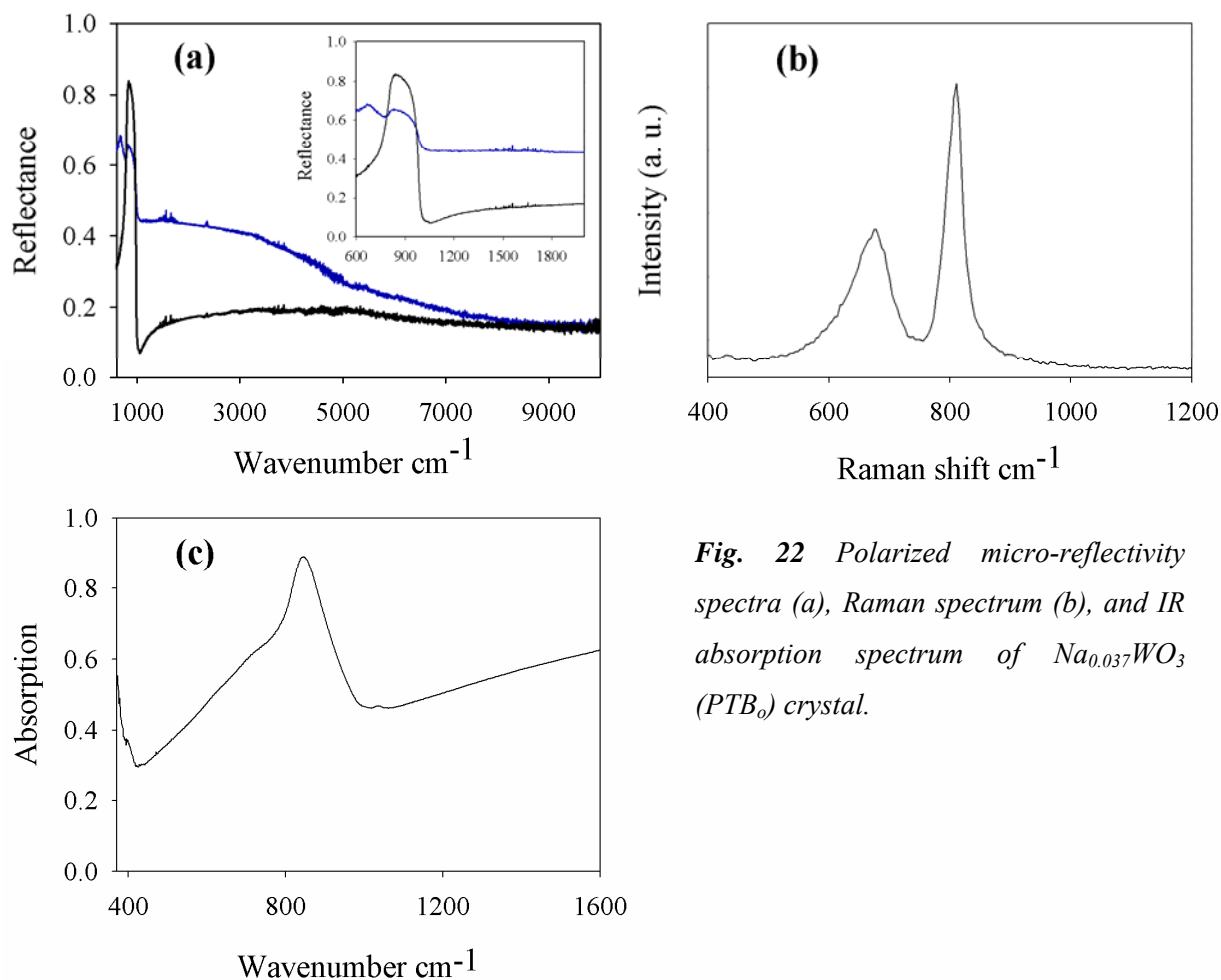 (a)
1.0
0.8
0.6
0.4
0.2
0.0
Reflectance
1000 3000 5000 7000 9000
Wavenumber cm-1
1.0
0.8
0.6
0.4
0.2
0.0
Reflectance
600 900 1200 1500 1800
(b)
Intensity (a. u.)
400 600 800 1000 1200
Raman shift cm-1
(c)
1.0
0.8
0.6
0.4
0.2
0.0
Absorption
400 800 1200 1600
Wavenumber cm-1
Fig. 22 Polarized micro-reflectivity
spectra (a), Raman spectrum (b), and IR
absorption spectrum of Na0.037WO3
(PTBo) crystal.